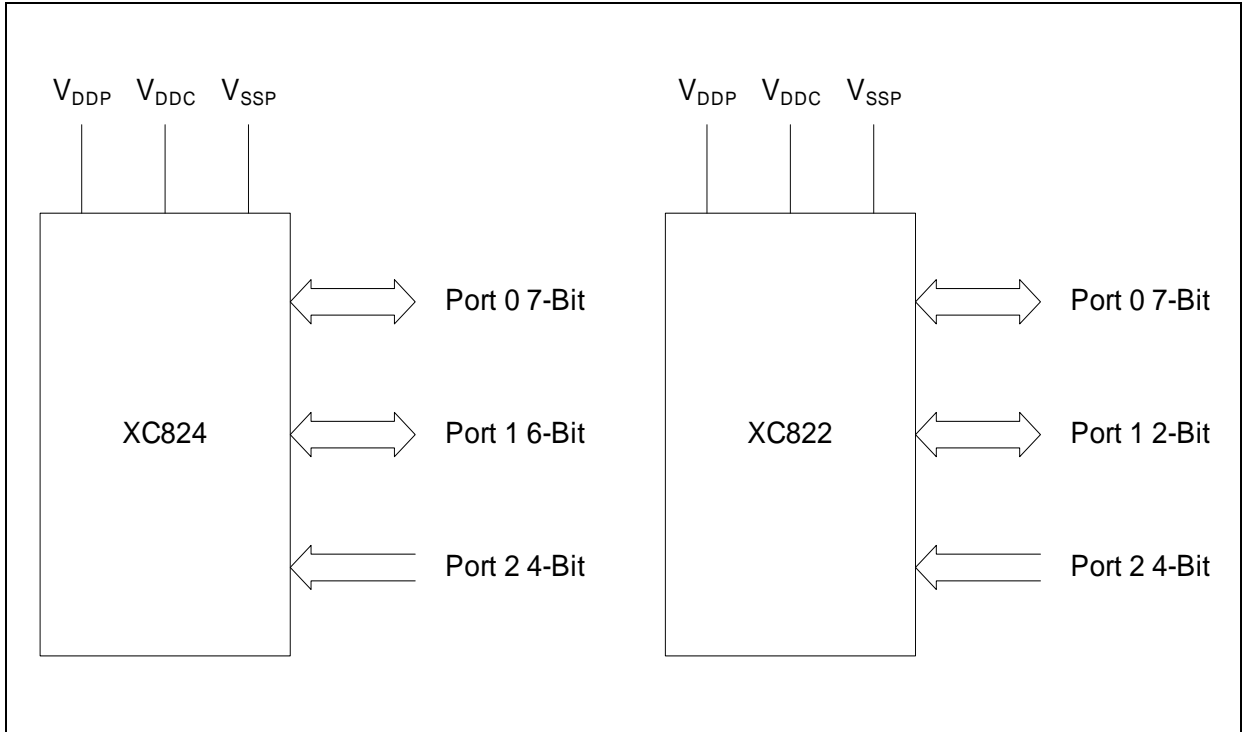 VDDP VDDC VSSP
XC824
Port 0 7-Bit
Port 1 6-Bit
Port 2 4-Bit
VDDP VDDC VSSP
XC822
Port 0 7-Bit
Port 1 2-Bit
Port 2 4-Bit